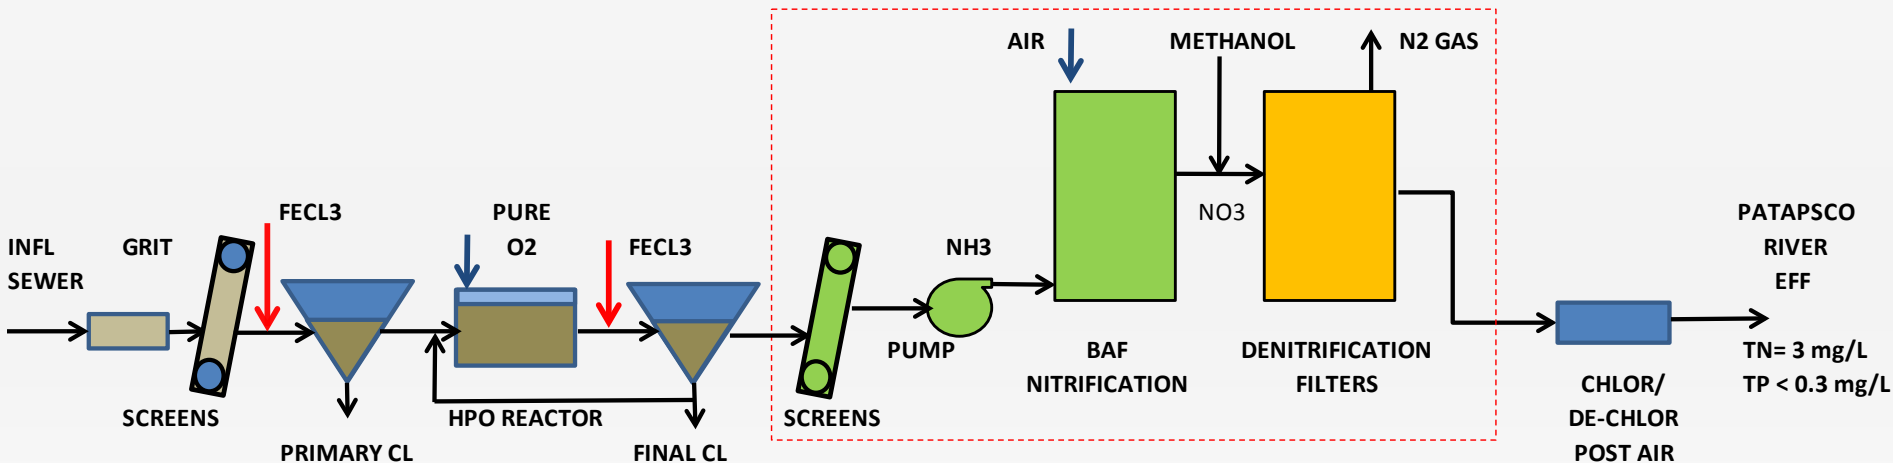 AIR
METHANOL
N2 GAS
FECL3
PURE
O2
FECL3
INFL
SEWER
GRIT
NH3
NO3
PATAPSCO
RIVER
EFF
PUMP
BAF
NITRIFICATION
DENITRIFICATION
FILTERS
TN= 3 mg/L
TP < 0.3 mg/L
SCREENS
PRIMARY CL
HPO REACTOR
FINAL CL
SCREENS
CHLOR/
DE-CHLOR
POST AIR